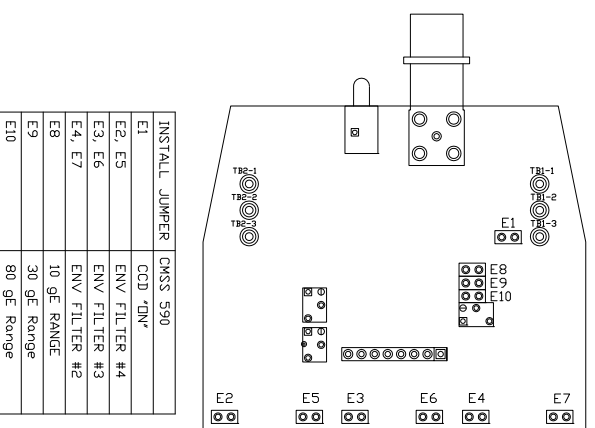 INSTALL JUMPER CMSS 590
E1 CCD "ON"
E2, E5 ENV FILTER #4
E3, E6 ENV FILTER #3
E4, E7 ENV FILTER #2
E8 10 gE RANGE
E9 30 gE Range
E10 80 gE Range
TB2-1
TB2-2
TB2-3
TB1-1
TB1-2
TB1-3
E1
E8
E9
E10
E2 E5 E3 E6 E4 E7